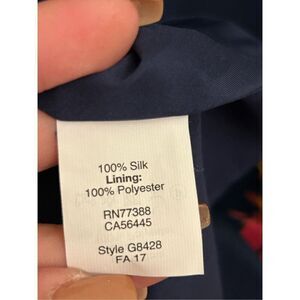 100% Silk
Lining:
100% Polyester
RN77388
CA56445
Style G8428
FA 17